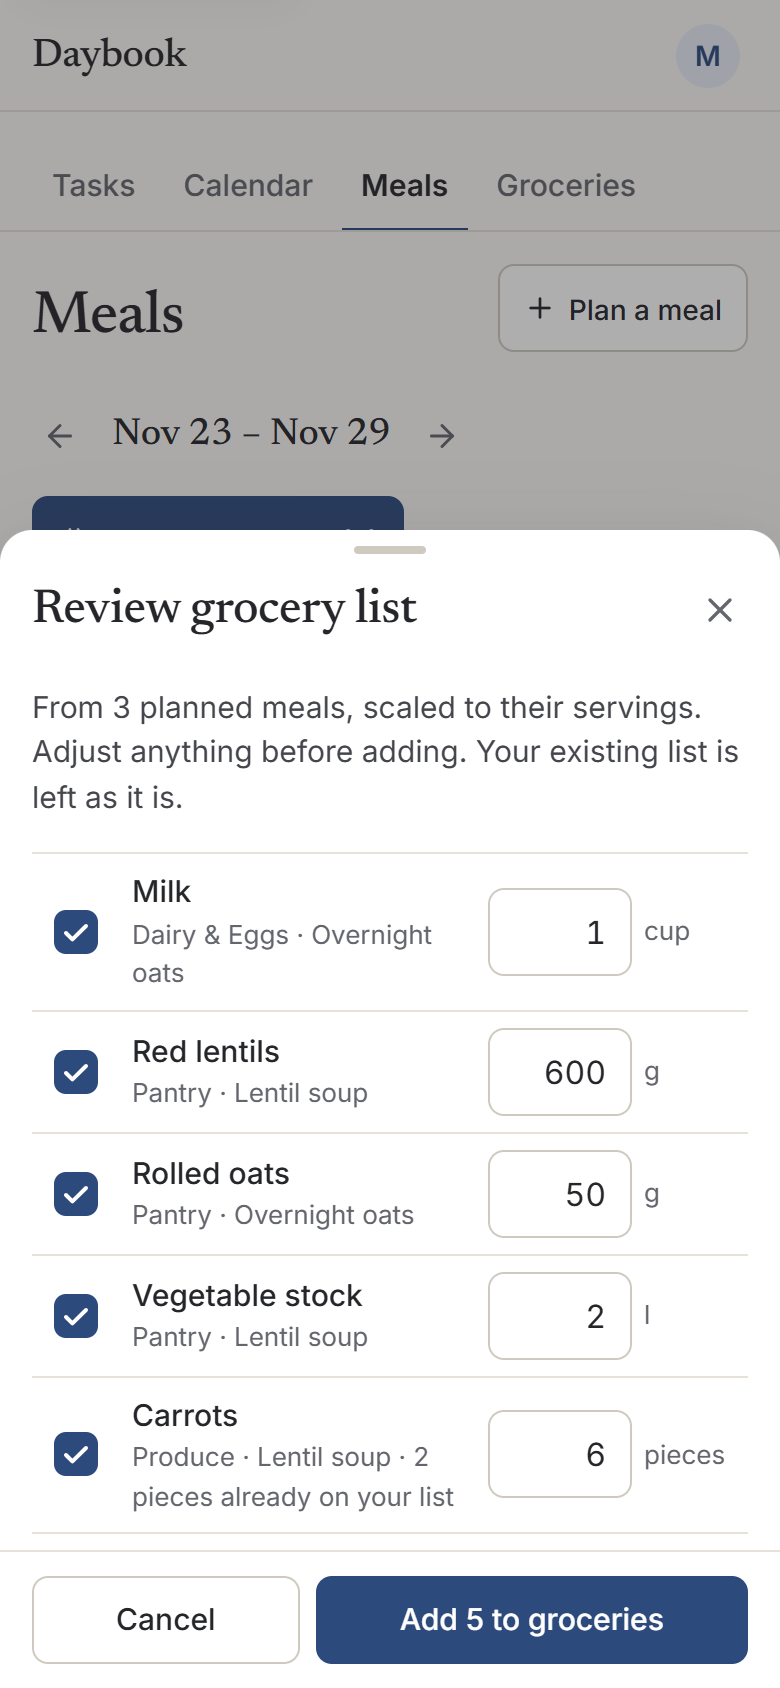 Daybook
M
Tasks Calendar Meals Groceries
Meals
+ Plan a meal
← Nov 23 – Nov 29 →
Review grocery list
From 3 planned meals, scaled to their servings.
Adjust anything before adding. Your existing list is
left as it is.
Milk
Dairy & Eggs · Overnight
oats
1 cup
Red lentils
Pantry · Lentil soup
600 g
Rolled oats
Pantry · Overnight oats
50 g
Vegetable stock
Pantry · Lentil soup
2 l
Carrots
Produce · Lentil soup · 2
pieces already on your list
6 pieces
Cancel
Add 5 to groceries